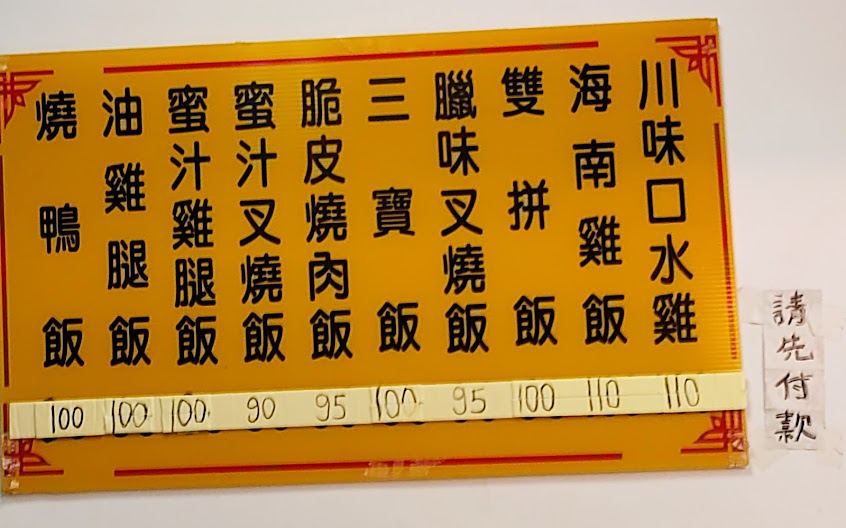 川味口水雞
海南雞飯
雙拼飯
臘味叉燒飯
三寶飯
脆皮燒肉飯
蜜汁叉燒飯
蜜汁雞腿飯
油雞腿飯
燒鴨飯
100 100 100 90 95 100 95 100 110 110
請先付款